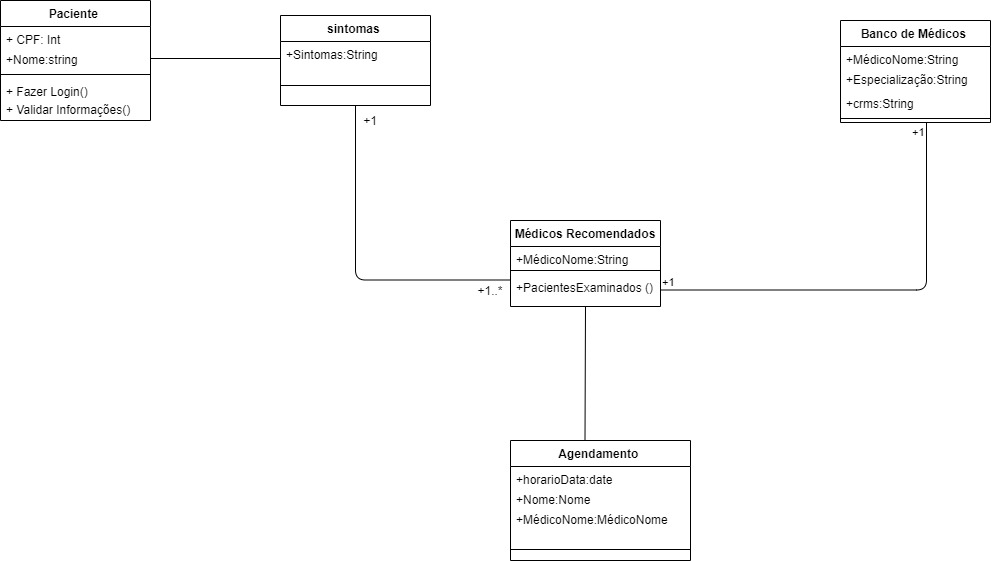 Paciente
+ CPF: Int
+Nome:string
+ Fazer Login()
+ Validar Informações()
sintomas
+Sintomas:String
+1
Banco de Médicos
+MédicoNome:String
+Especialização:String
+crms:String
+1
Médicos Recomendados
+MédicoNome:String
+PacientesExaminados ()
+1..*
+1
Agendamento
+horarioData:date
+Nome:Nome
+MédicoNome:MédicoNome